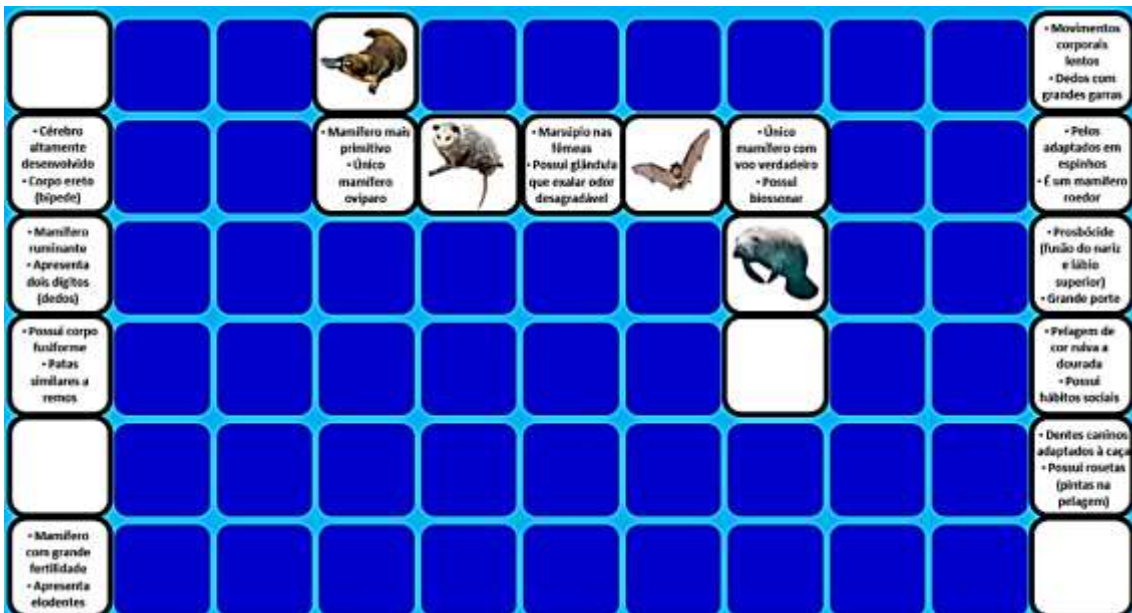 • Movimentos
corporais
lentos
• Dedos com
grandes garras
• Cérebro
altamente
desenvolvido
• Corpo ereto
(bípede)
• Mamífero mais
primitivo
• Único
mamífero
ovíparo
• Marsúpio nas
fêmeas
• Possui glândula
que exalar odor
desagradável
• Único
mamífero com
voo verdadeiro
• Possui
biossonar
• Pelos
adaptados em
espinhos
• É um mamífero
roedor
• Mamífero
ruminante
• Apresenta
dois dígitos
(dedos)
• Prosbócide
(fusão do nariz
e lábio
superior)
• Grande porte
• Possui corpo
fusiforme
• Patas
similares a
remos
• Pelagem de
cor ruiva a
dourada
• Possui
hábitos sociais
• Dentes caninos
adaptados à caça
• Possui rosetas
(pintas na
pelagem)
• Mamífero
com grande
fertilidade
• Apresenta
elodentes